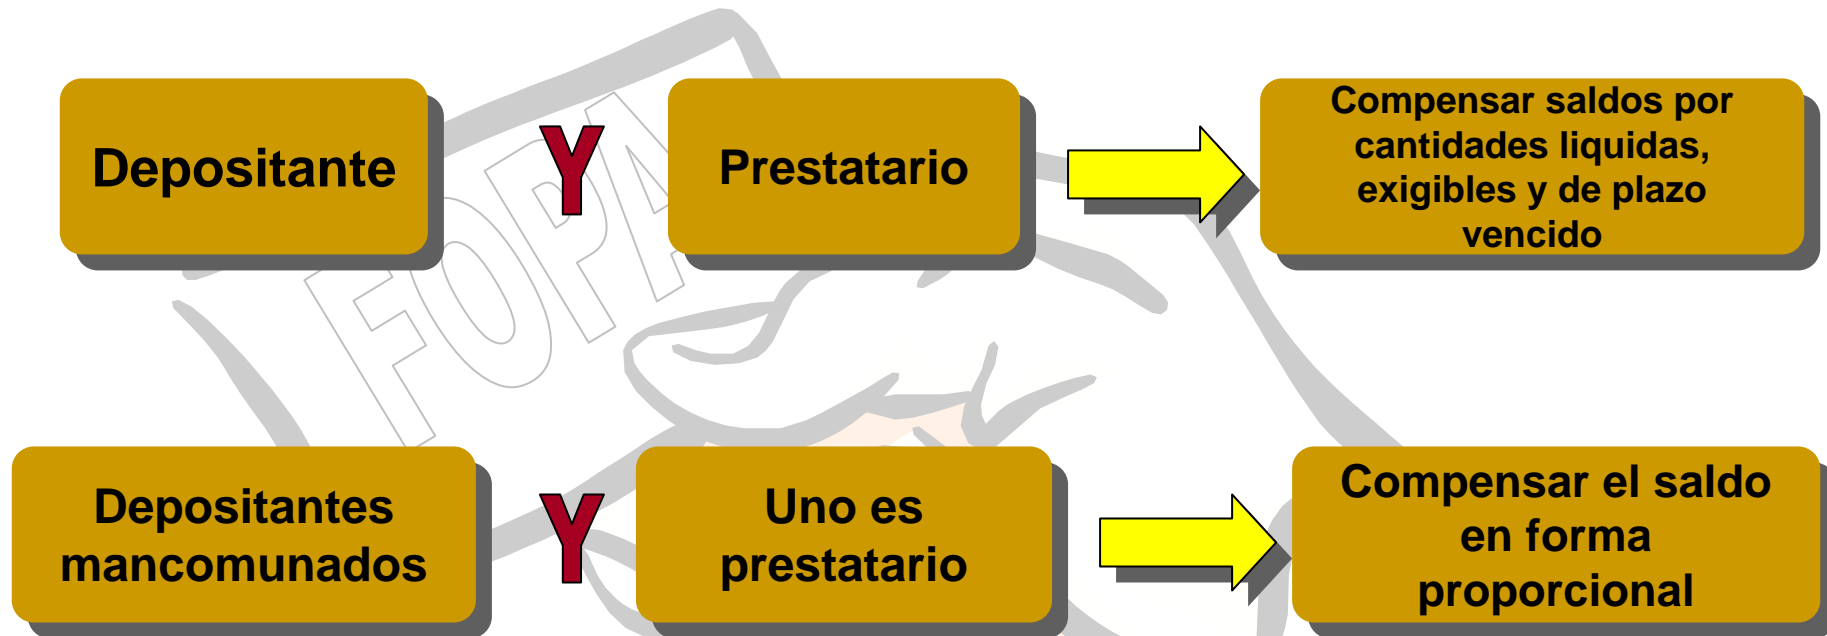 FOPA
Depositante
Y
Prestatario
Compensar saldos por
cantidades liquidas,
exigibles y de plazo
vencido
Depositantes
mancomunados
Y
Uno es
prestatario
Compensar el saldo
en forma
proporcional